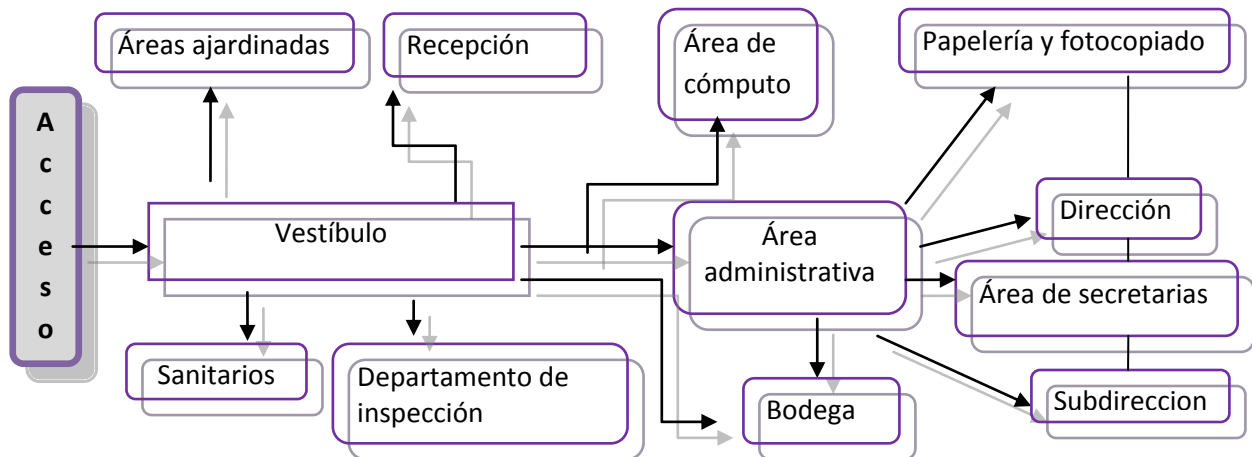 Áreas ajardinadas
Recepción
Área de
cómputo
Papelería y fotocopiado
A
c
c
e
s
o
Vestíbulo
Área
administrativa
Dirección
Área de secretarias
Sanitarios
Departamento de
inspección
Bodega
Subdireccion